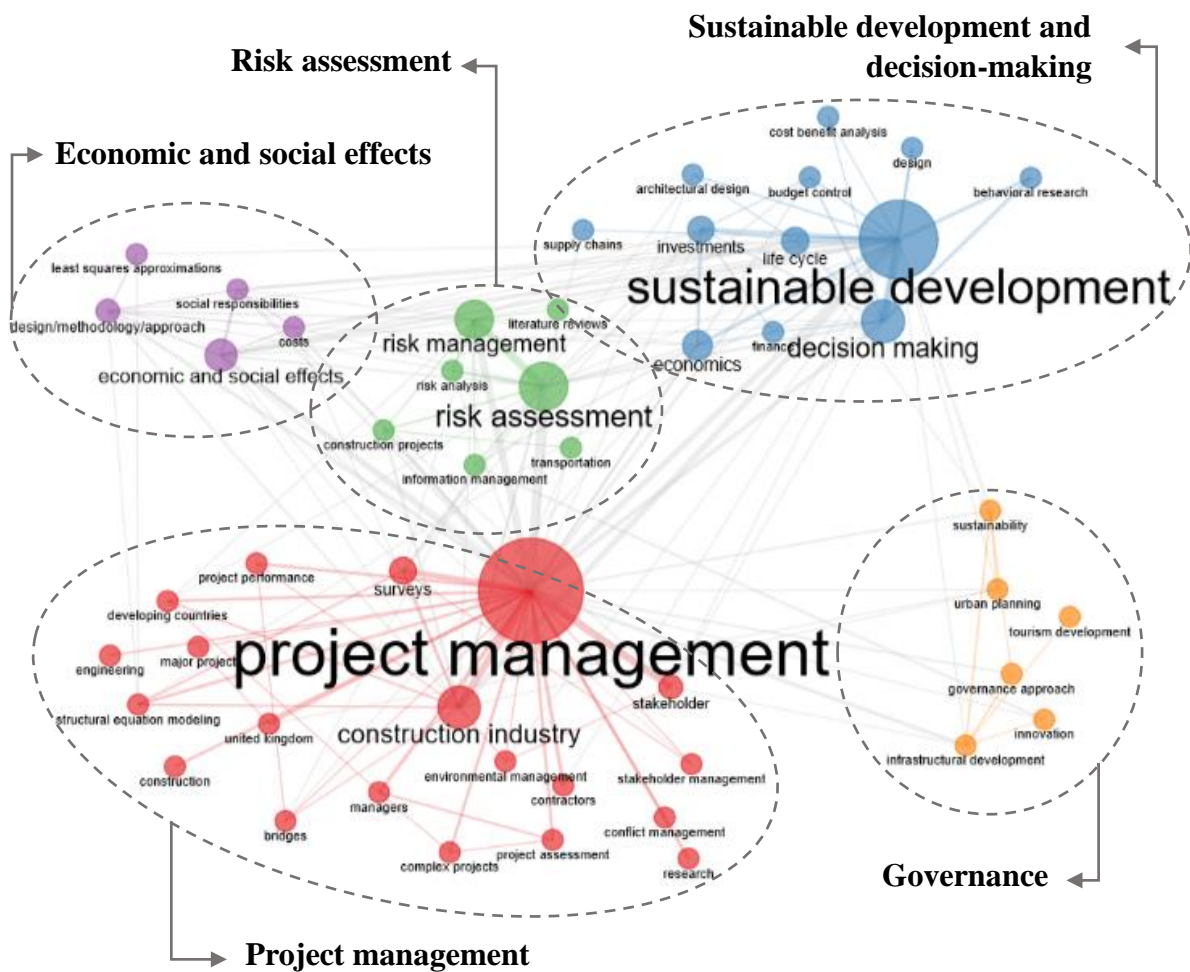 Sustainable development and
decision-making
Risk assessment
Economic and social effects
cost benefit analysis
design
architectural design
budget control
behavioral research
supply chains
investments
life cycle
sustainable development
finance
decision making
economics
least squares approximations
social responsibilities
design/methodology/approach
costs
economic and social effects
literature reviews
risk management
risk analysis
risk assessment
construction projects
transportation
information management
sustainability
urban planning
tourism development
governance approach
innovation
infrastructural development
project performance
surveys
developing countries
engineering
major project
project management
stakeholder
structural equation modeling
united kingdom
construction industry
construction
environmental management
stakeholder management
managers
contractors
bridges
conflict management
complex projects
project assessment
research
Governance
Project management